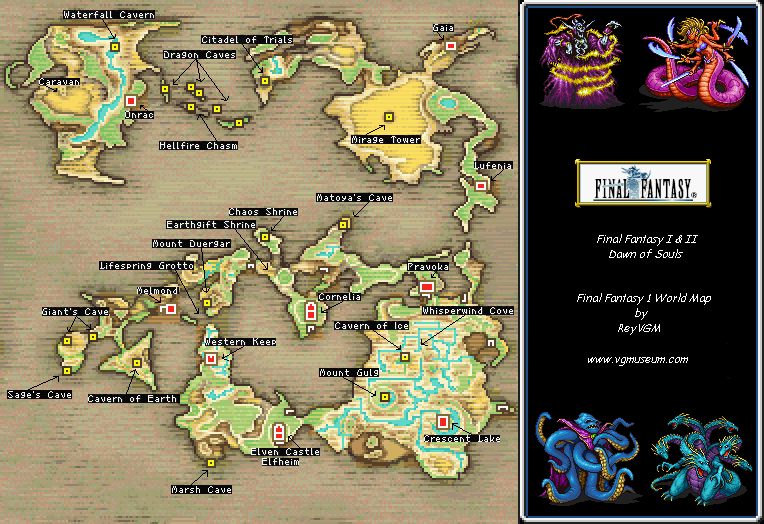 Waterfall Cavern
Citadel of Trials
Gaia
Dragon Caves
Caravan
Onrac
Mirage Tower
Hellfire Chasm
Lufenia
Matoya's Cave
Chaos Shrine
Earthgift Shrine
Mount Duergar
Lifespring Grotto
Pravoka
Melmond
Cornelia
Giant's Cave
Whisperwind Cove
Cavern of Ice
Western Keep
Mount Gulg
Sage's Cave
Cavern of Earth
Crescent Lake
Elven Castle
Elfheim
Marsh Cave
FINAL FANTASY®
Final Fantasy I & II
Dawn of Souls
Final Fantasy I World Map
by
ReyVGM
www.vgmuseum.com